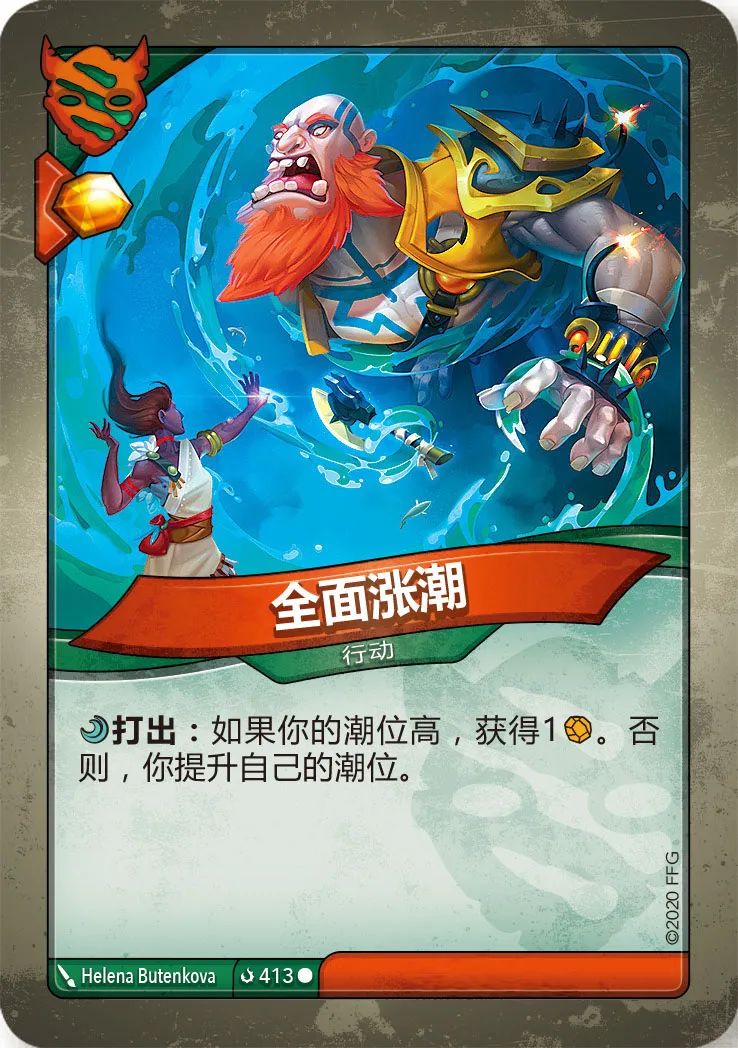 全面涨潮
行动
打出：如果你的潮位高，获得1。否
则，你提升自己的潮位。
©2020 FFG
Helena Butenkova
413